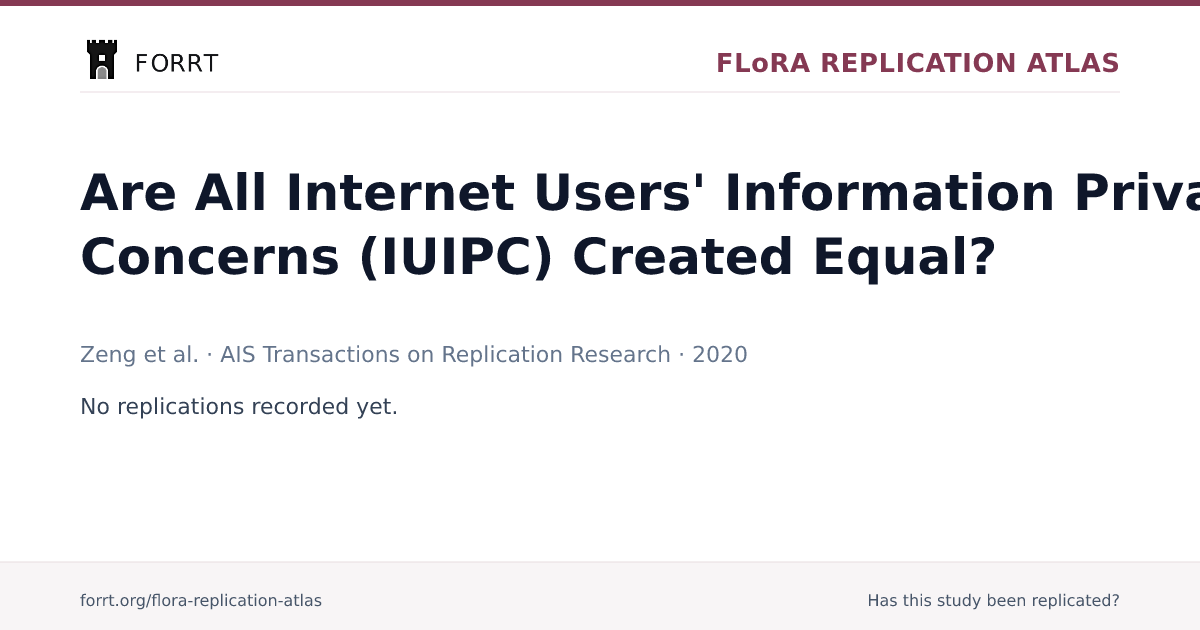 FORRT
FLoRA REPLICATION ATLAS
Are All Internet Users' Information Priva
Concerns (IUIPC) Created Equal?
Zeng et al. · AIS Transactions on Replication Research · 2020
No replications recorded yet.
forrt.org/flora-replication-atlas
Has this study been replicated?